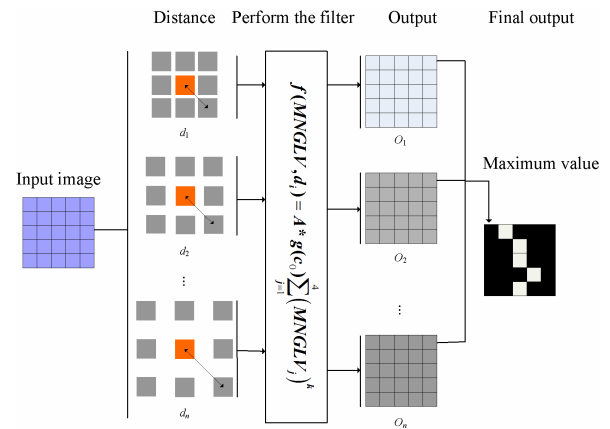 Distance
Perform the filter
Output
Final output
Input image
Maximum value
d1
d2
⋮
dn
f(MNGLV,di) = A*g(c0)∑j=1^4(MNGLVj)^k
O1
O2
⋮
On